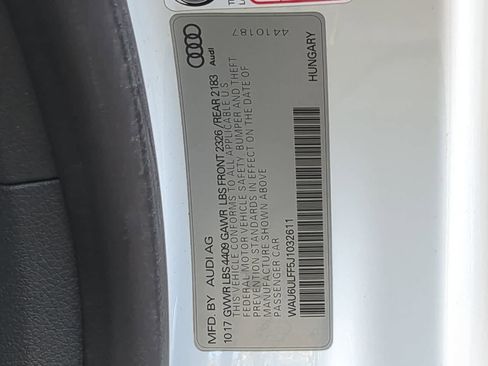 MFD. BY AUDI AG
10.17 GVWR LBS 4409 GAWR LBS FRONT 2326/REAR 2183
THIS VEHICLE CONFORMS TO ALL APPLICABLE U.S.
FEDERAL MOTOR VEHICLE SAFETY, BUMPER AND THEFT
PREVENTION STANDARDS IN EFFECT ON THE DATE OF
MANUFACTURE SHOWN ABOVE
PASSENGER CAR
WAU6ULFF5J1032611
Audi
4410187
HUNGARY